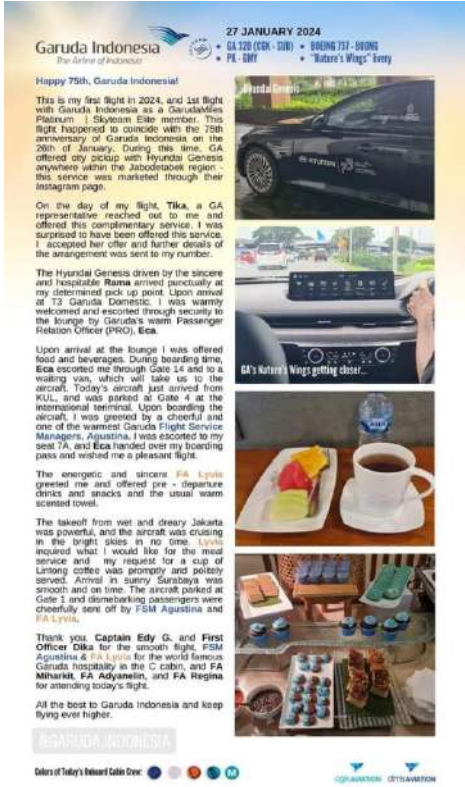 Garuda Indonesia
The Airline of Indonesia
27 JANUARY 2024
• GA 320 (CGK - SUB)
• BOEING 737 - 800NG
• PK - GMY
• "Nature's Wings" livery
Happy 75th, Garuda Indonesia!
This is my first flight in 2024, and 1st flight
with Garuda Indonesia as a GarudaMiles
Platinum | Skyteam Elite member. This
flight happened to coincide with the 75th
anniversary of Garuda Indonesia on the
26th of January. During this time, GA
offered city pickup with Hyundai Genesis
anywhere within the Jabodetabek region -
this service was marketed through their
Instagram page.
On the day of my flight, Tika, a GA
representative reached out to me and
offered this complimentary service. I was
surprised to have been offered this service.
I accepted her offer and further details of
the arrangement was sent to my number.
The Hyundai Genesis driven by the sincere
and hospitable Rama arrived punctually at
my determined pick up point. Upon arrival
at T3 Garuda Domestic. I was warmly
welcomed and escorted through security to
the lounge by Garuda's warm Passenger
Relation Officer (PRO), Eca.
Upon arrival at the lounge I was offered
food and beverages. During boarding time,
Eca escorted me through Gate 14 and to a
waiting van, which will take us to the
aircraft. Today's aircraft just arrived from
KUL, and was parked at Gate 4 at the
international terminal. Upon boarding the
aircraft, I was greeted by a cheerful and
one of the warmest Garuda Flight Service
Managers, Agustina. I was escorted to my
seat 7A, and Eca handed over my boarding
pass and wished me a pleasant flight.
The energetic and sincere FA Lyvia
greeted me and offered pre - departure
drinks and snacks and the usual warm
scented towel.
The takeoff from wet and dreary Jakarta
was powerful, and the aircraft was cruising
in the bright skies in no time. Lyvia
inquired what I would like for the meal
service and my request for a cup of
Lintong coffee was promptly and politely
served. Arrival in sunny Surabaya was
smooth and on time. The aircraft parked at
Gate 1 and disembarking passengers were
cheerfully sent off by FSM Agustina and
FA Lyvia.
Thank you, Captain Edy G. and First
Officer Dika for the smooth flight, FSM
Agustina & FA Lyvia for the world famous
Garuda hospitality in the C cabin, and FA
Miharkit, FA Adyanelin, and FA Regina
for attending today's flight.
All the best to Garuda Indonesia and keep
flying ever higher.
@GARUDA.INDONESIA
Hyundai Genesis
HYUNDAI
GA's Nature's Wings getting closer...
Colors of Today's Onboard Cabin Crew:
M